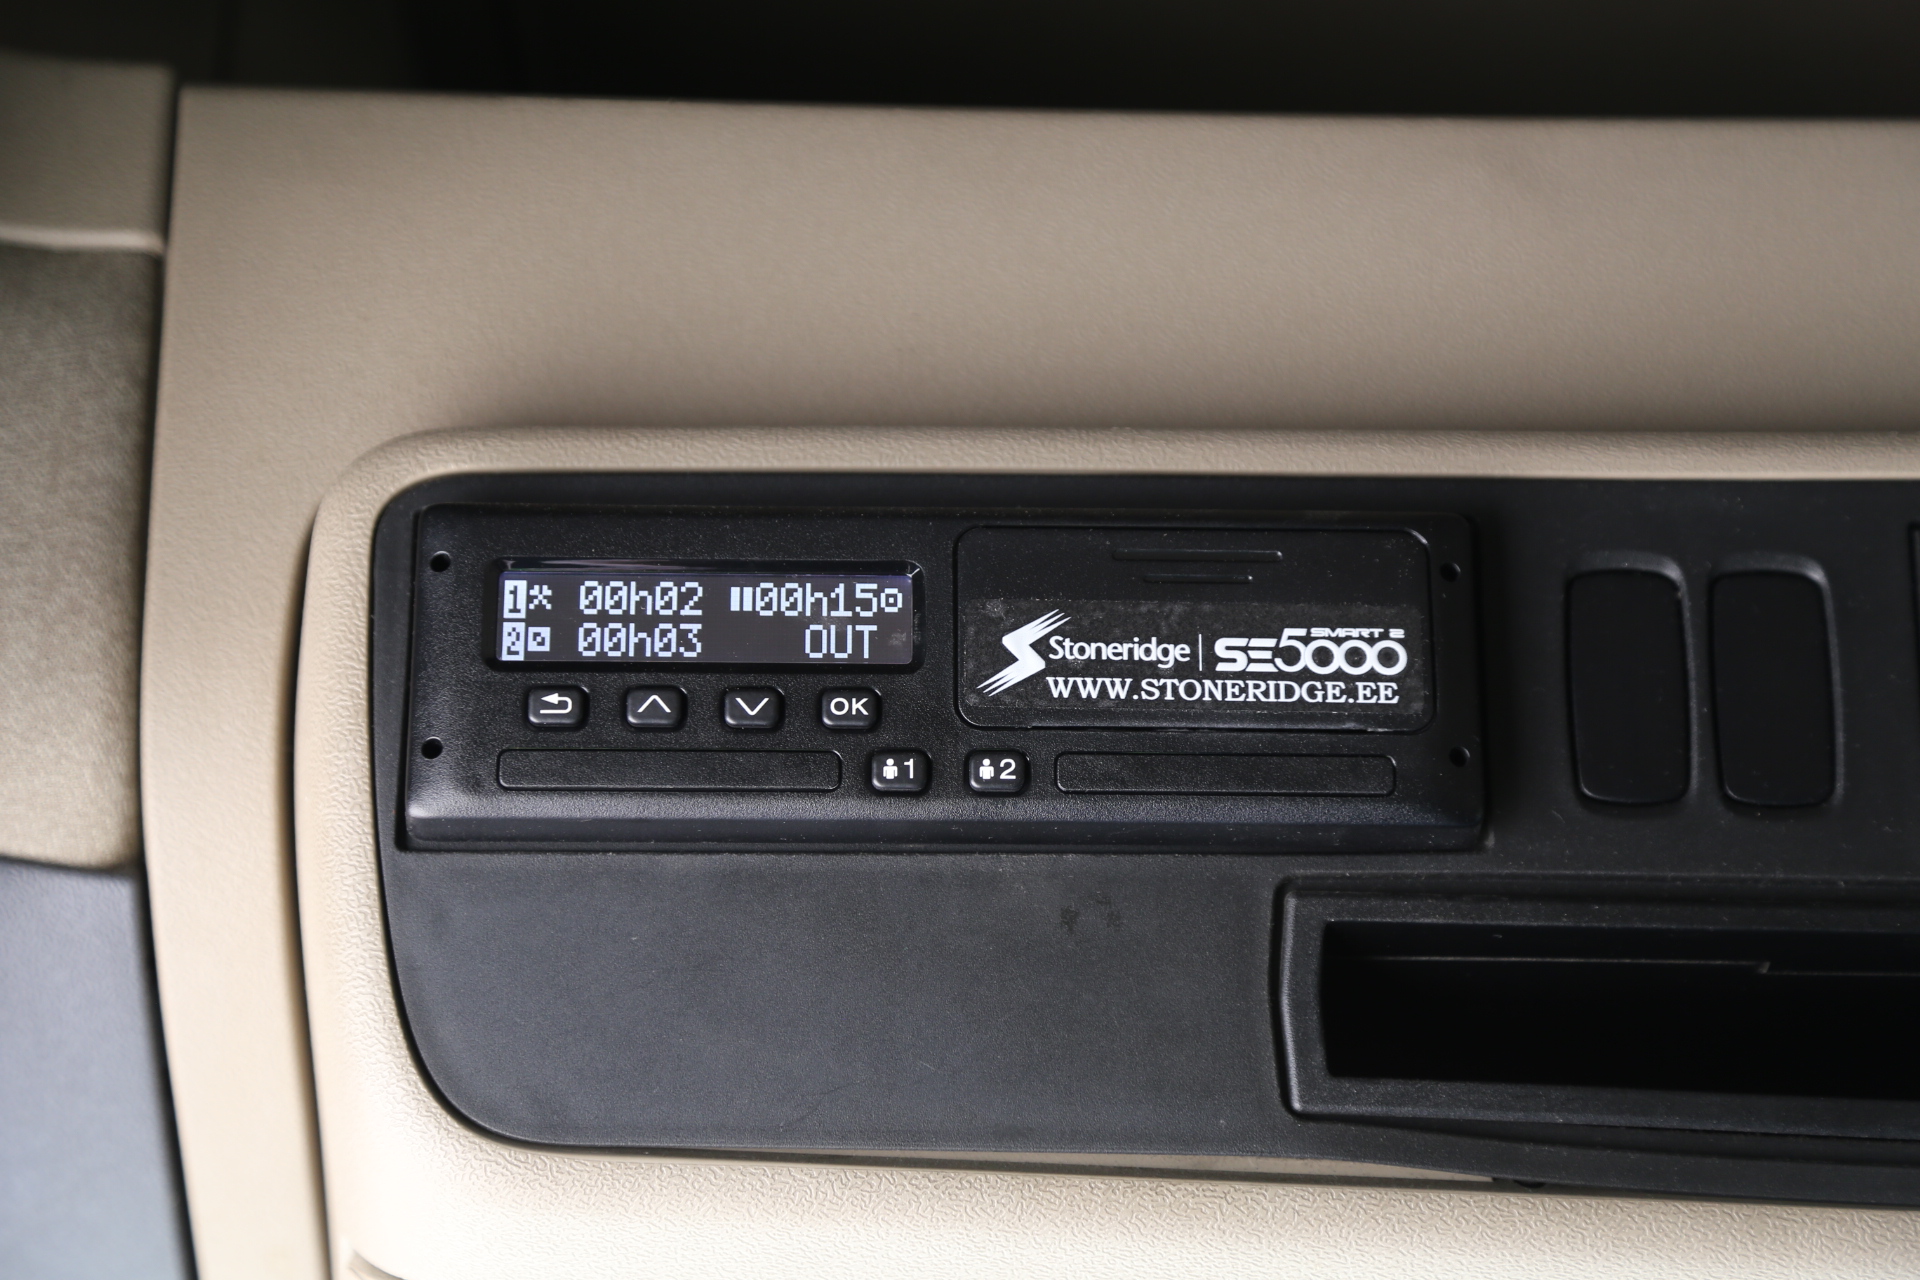 1 00h02 00h15
2 00h03 OUT
Stoneridge | SE5000 SMART 2
WWW.STONERIDGE.EE
OK
1 2